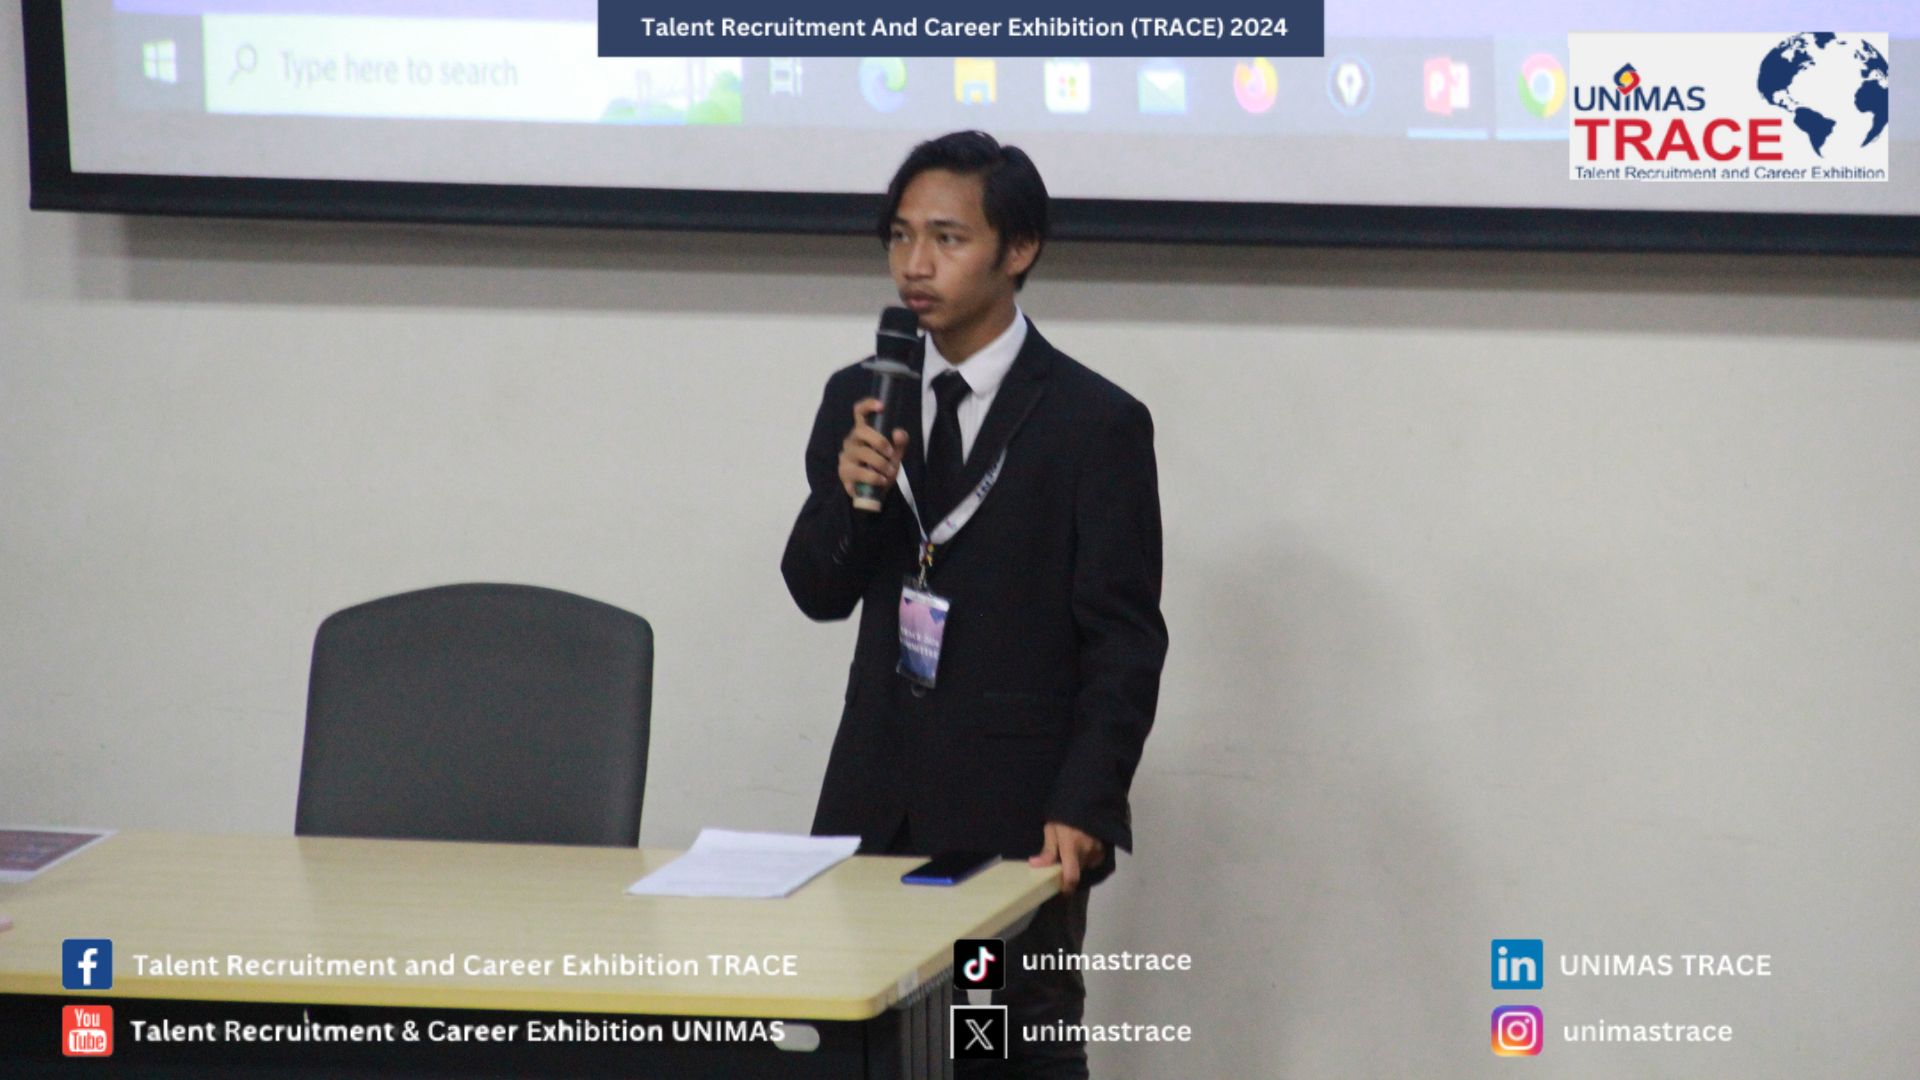 Talent Recruitment And Career Exhibition (TRACE) 2024
Type here to search
UNIMAS
TRACE
Talent Recruitment and Career Exhibition
Talent Recruitment and Career Exhibition TRACE
unimastrace
UNIMAS TRACE
You
Tube
Talent Recruitment & Career Exhibition UNIMAS
unimastrace
unimastrace